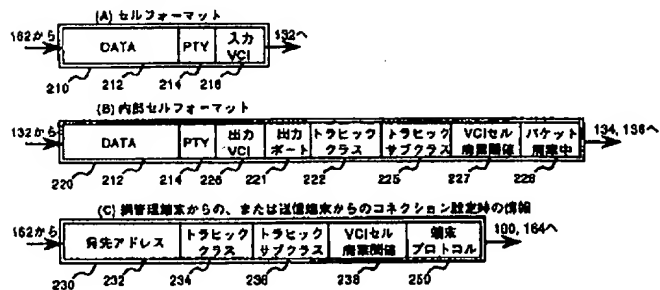 (A) セルフォーマット
162から
DATA
PTY
入力
VCI
132へ
210
212
214
216
(B) 内部セルフォーマット
132から
DATA
PTY
出力
VCI
出力
ポート
トラヒック
クラス
トラヒック
サブクラス
VCIセル
廃棄閾値
パケット
廃棄中
134, 136へ
220
212
214
226
221
222
225
227
228
(C) 網管理端末からの、または送信端末からのコネクション設定時の情報
162から
宛先アドレス
トラヒック
クラス
トラヒック
サブクラス
VCIセル
廃棄閾値
端末
プロトコル
100, 164へ
230
232
234
236
238
250